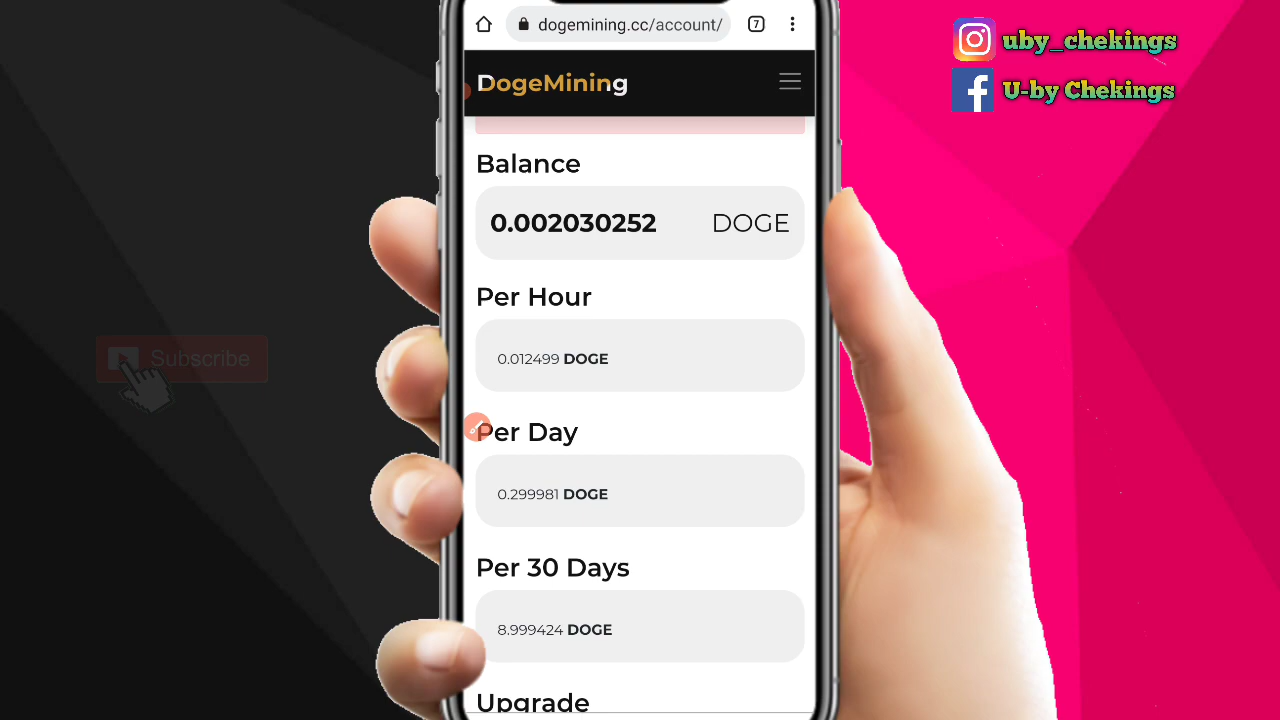 dogemining.cc/account/
7
DogeMining
Balance
0.002030252 DOGE
Per Hour
0.012499 DOGE
Per Day
0.299981 DOGE
Per 30 Days
8.999424 DOGE
Upgrade
uby_chekings
U-by Chekings
Subscribe